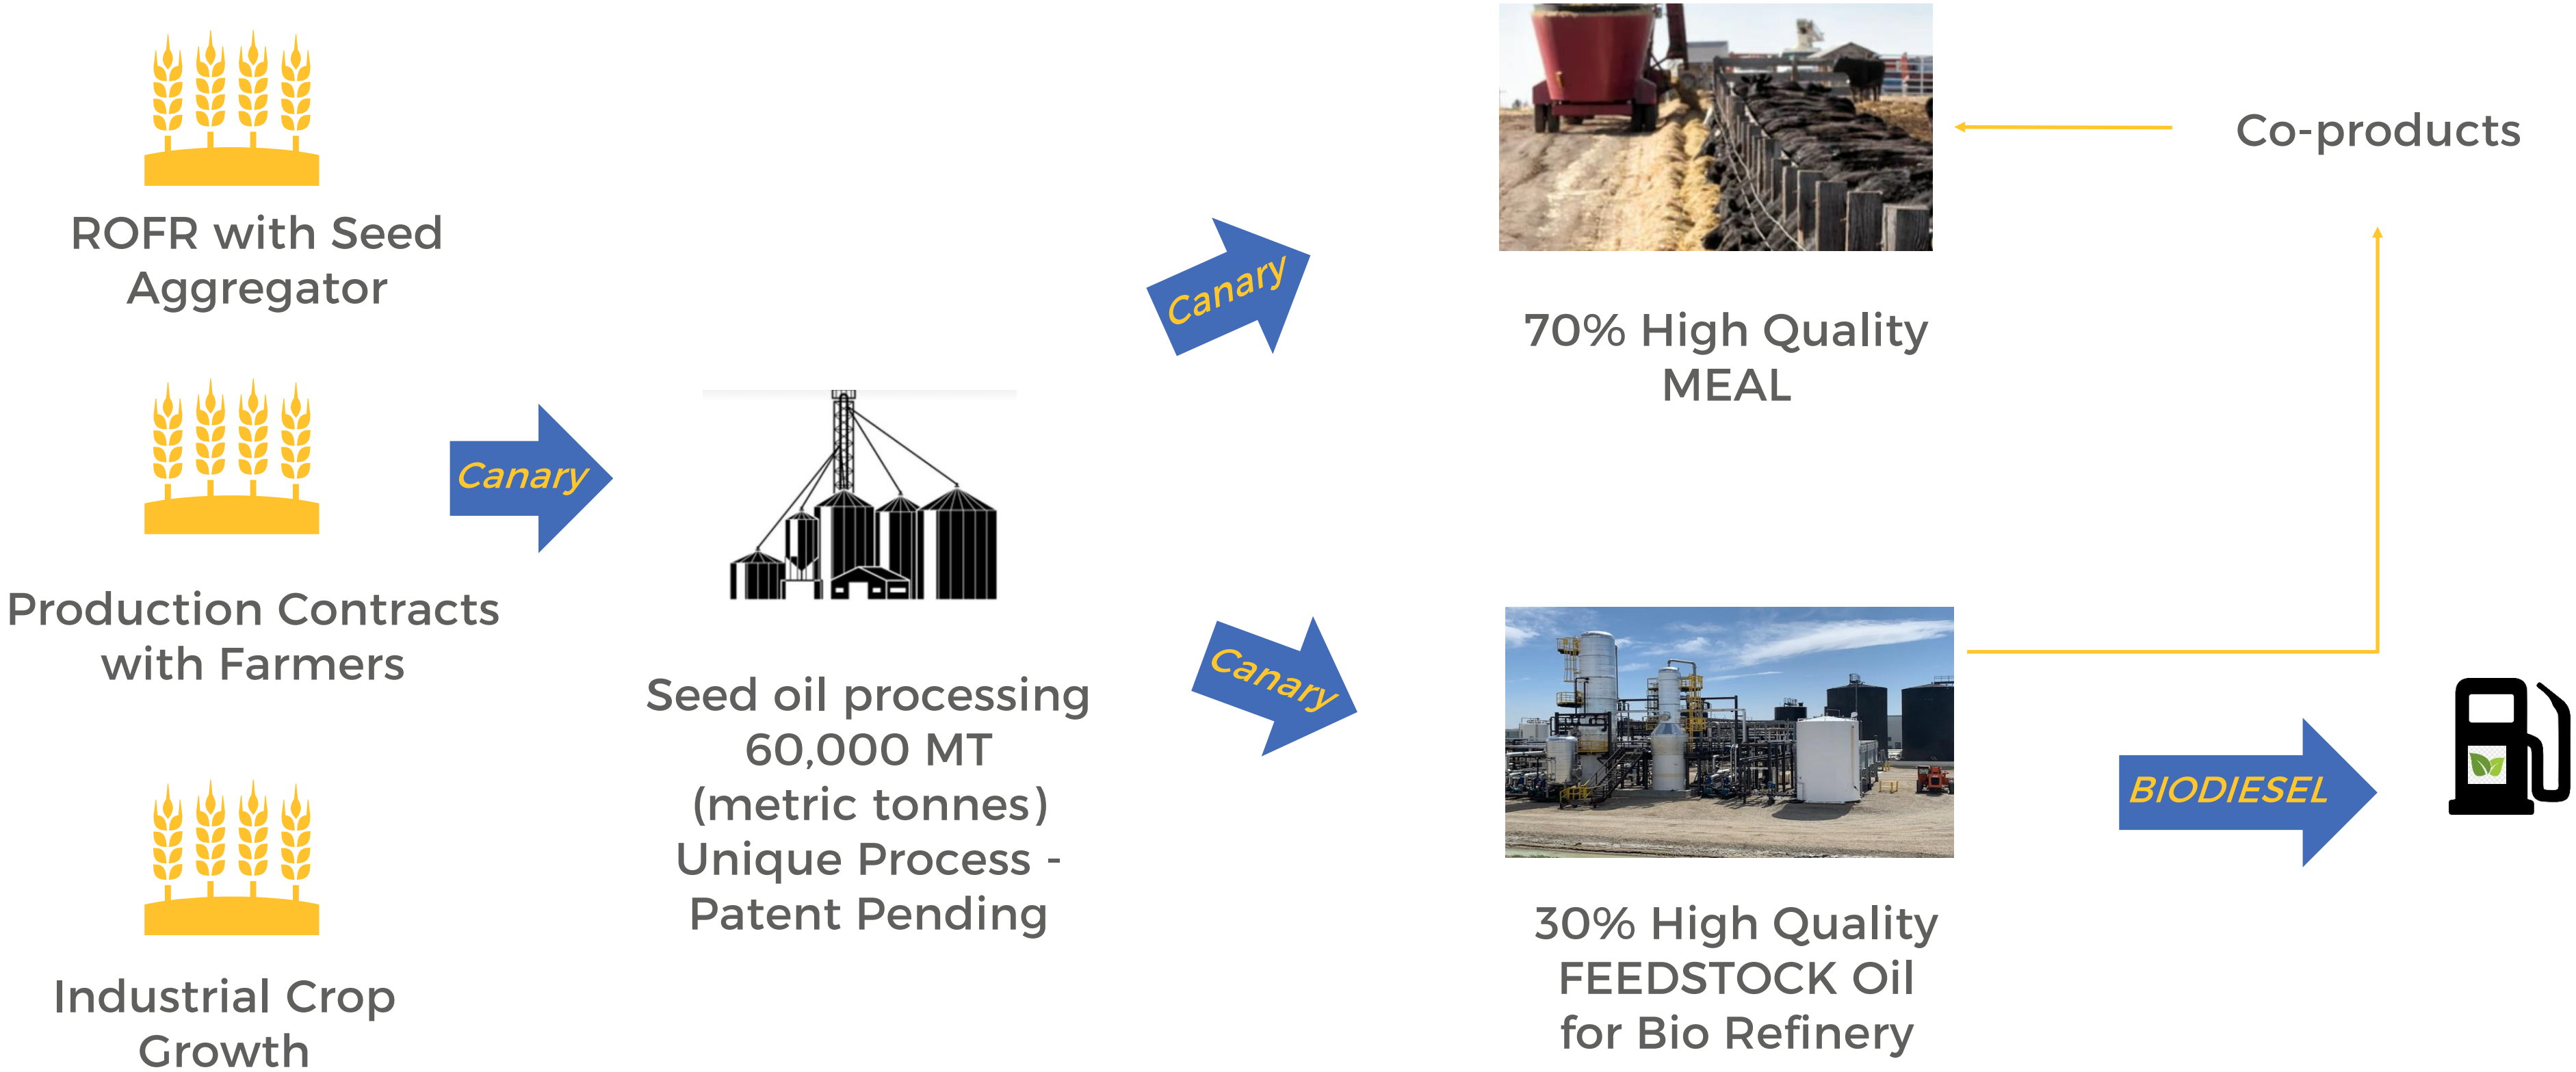 ROFR with Seed
Aggregator
Production Contracts
with Farmers
Industrial Crop
Growth
Canary
Seed oil processing
60,000 MT
(metric tonnes)
Unique Process -
Patent Pending
Canary
Canary
70% High Quality
MEAL
30% High Quality
FEEDSTOCK Oil
for Bio Refinery
Co-products
BIODIESEL